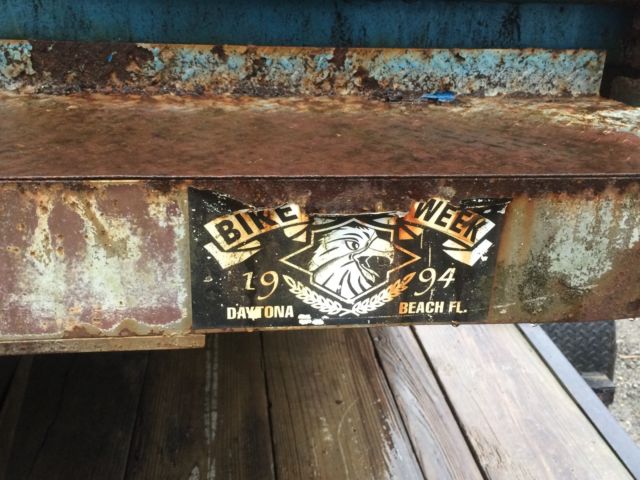 BIKE WEEK
19 94
DAYTONA BEACH FL.